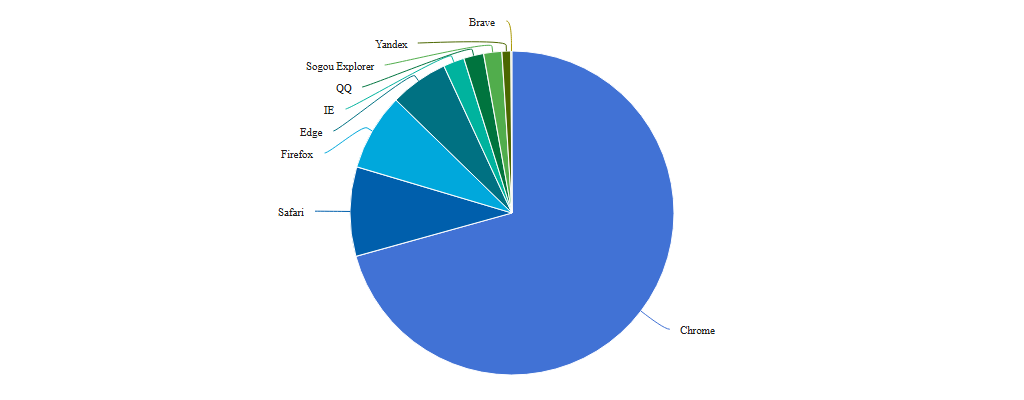 Brave
Yandex
Sogou Explorer
QQ
IE
Edge
Firefox
Safari
Chrome